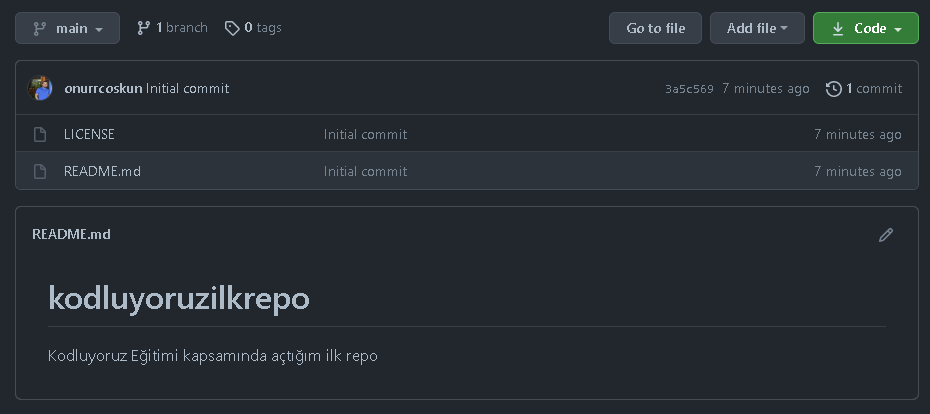 main 1 branch 0 tags Go to file Add file Code
onurrcoskun Initial commit 3a5c569 7 minutes ago 1 commit
LICENSE Initial commit 7 minutes ago
README.md Initial commit 7 minutes ago
README.md
kodluyoruzilkrepo
Kodluyoruz Eğitimi kapsamında açtığım ilk repo